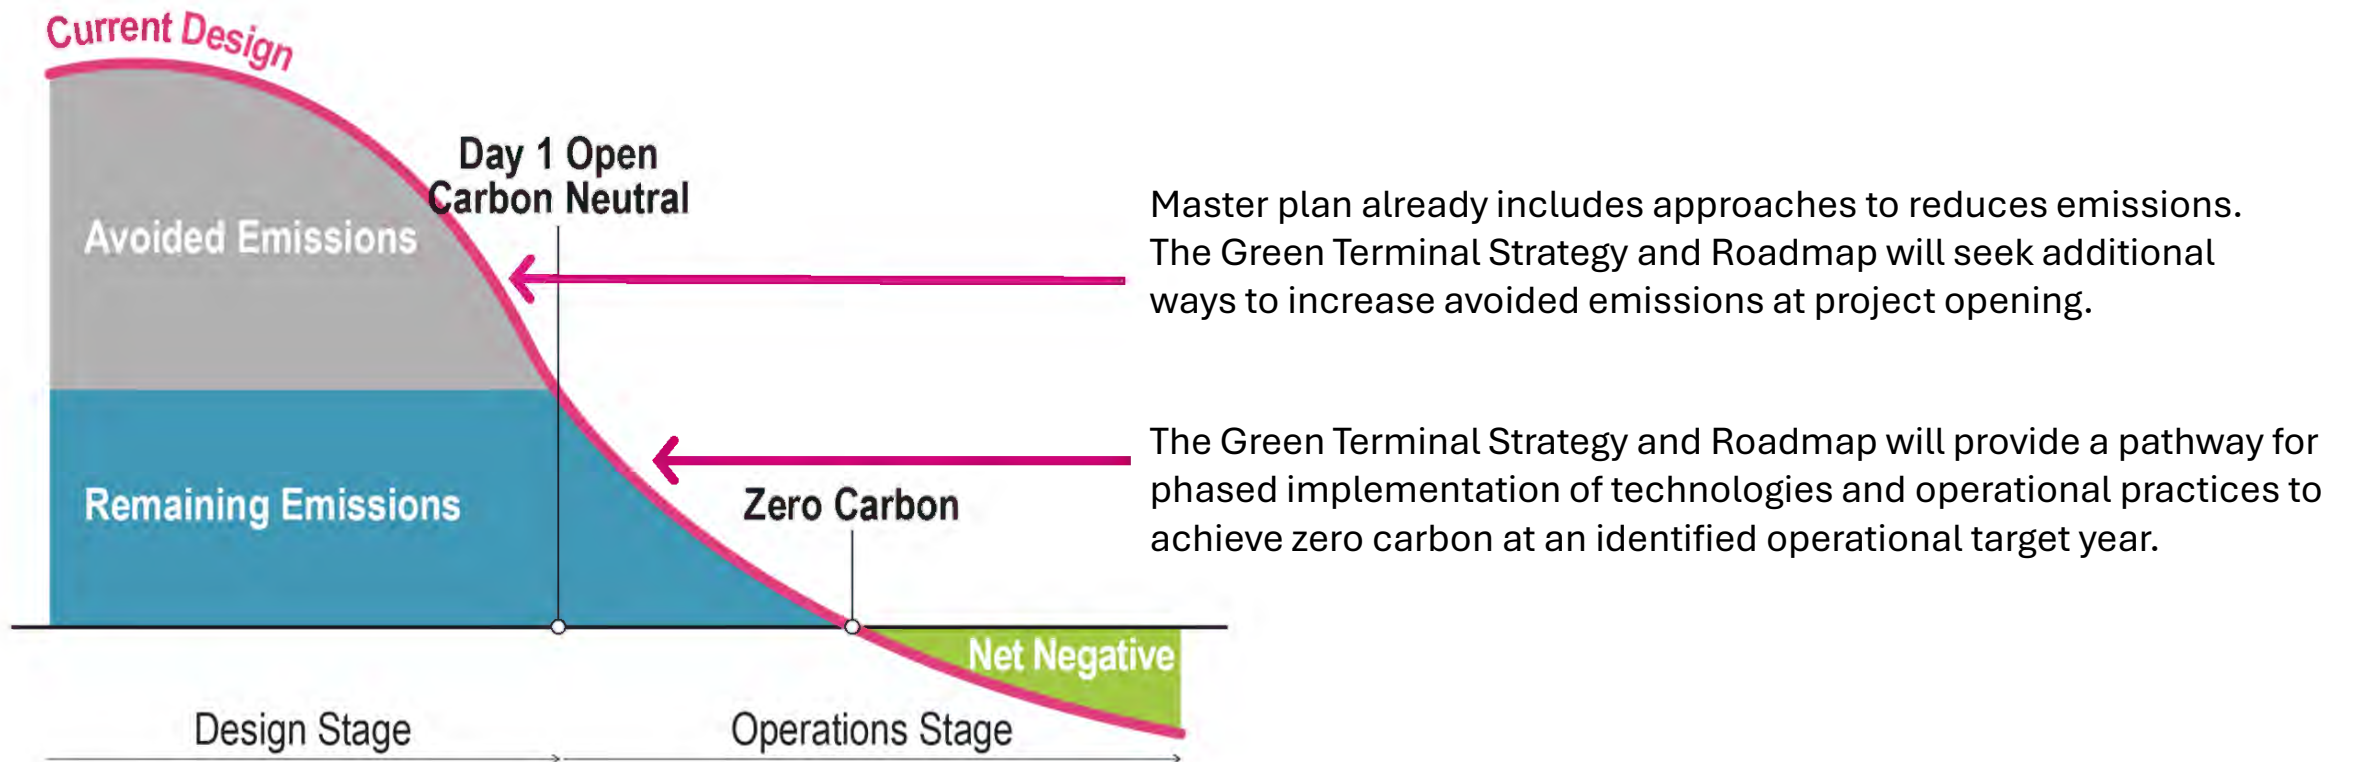 Current Design
Day 1 Open
Carbon Neutral
Avoided Emissions
Master plan already includes approaches to reduces emissions.
The Green Terminal Strategy and Roadmap will seek additional
ways to increase avoided emissions at project opening.
The Green Terminal Strategy and Roadmap will provide a pathway for
phased implementation of technologies and operational practices to
achieve zero carbon at an identified operational target year.
Remaining Emissions
Zero Carbon
Net Negative
Design Stage
Operations Stage